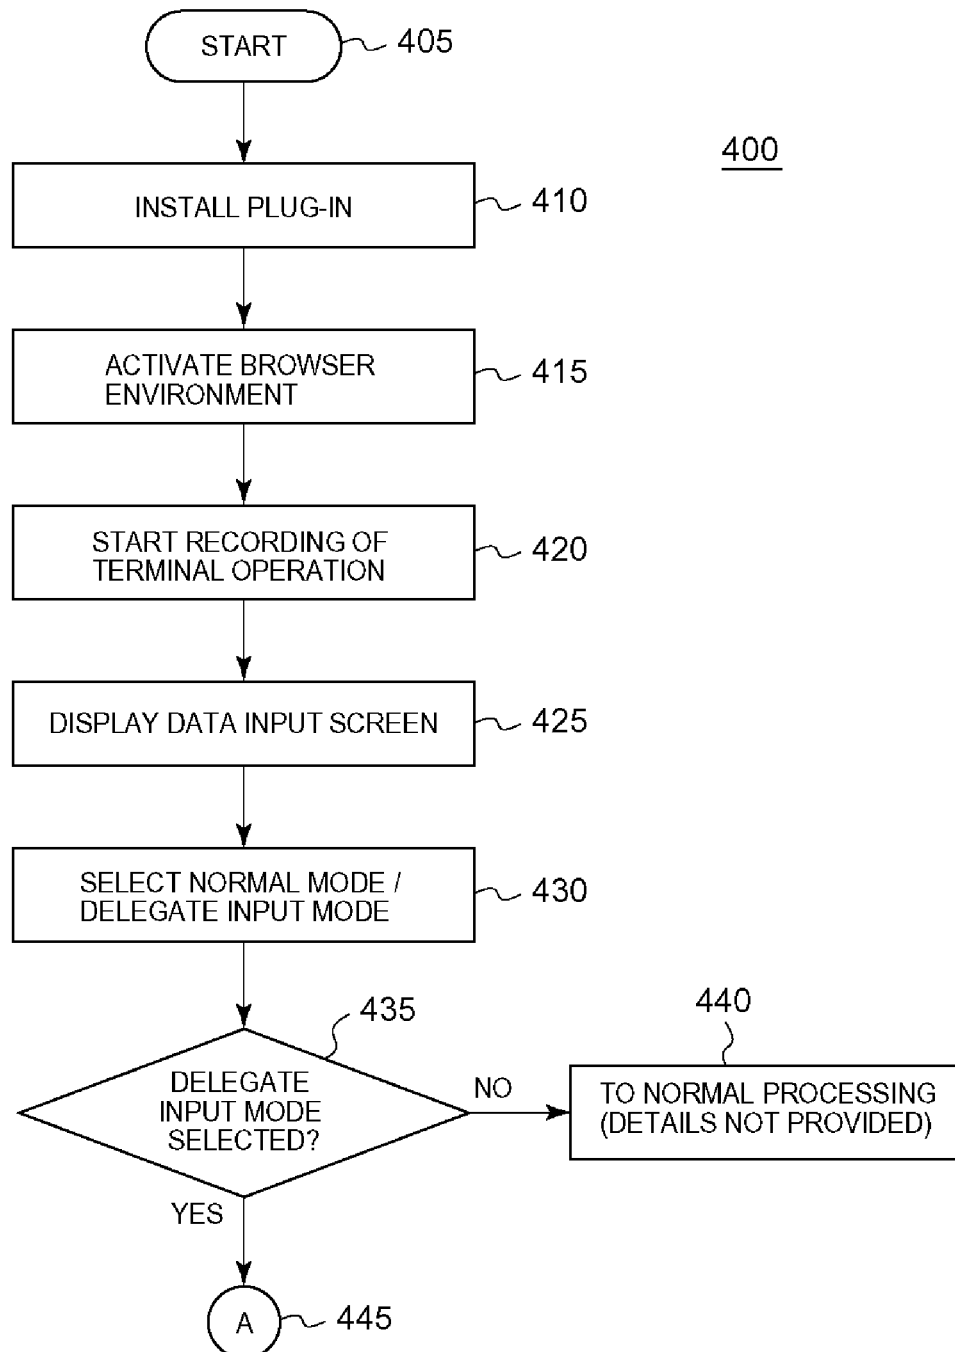 START
405
400
INSTALL PLUG-IN
410
ACTIVATE BROWSER
ENVIRONMENT
415
START RECORDING OF
TERMINAL OPERATION
420
DISPLAY DATA INPUT SCREEN
425
SELECT NORMAL MODE /
DELEGATE INPUT MODE
430
435
DELEGATE
INPUT MODE
SELECTED?
NO
440
TO NORMAL PROCESSING
(DETAILS NOT PROVIDED)
YES
A
445